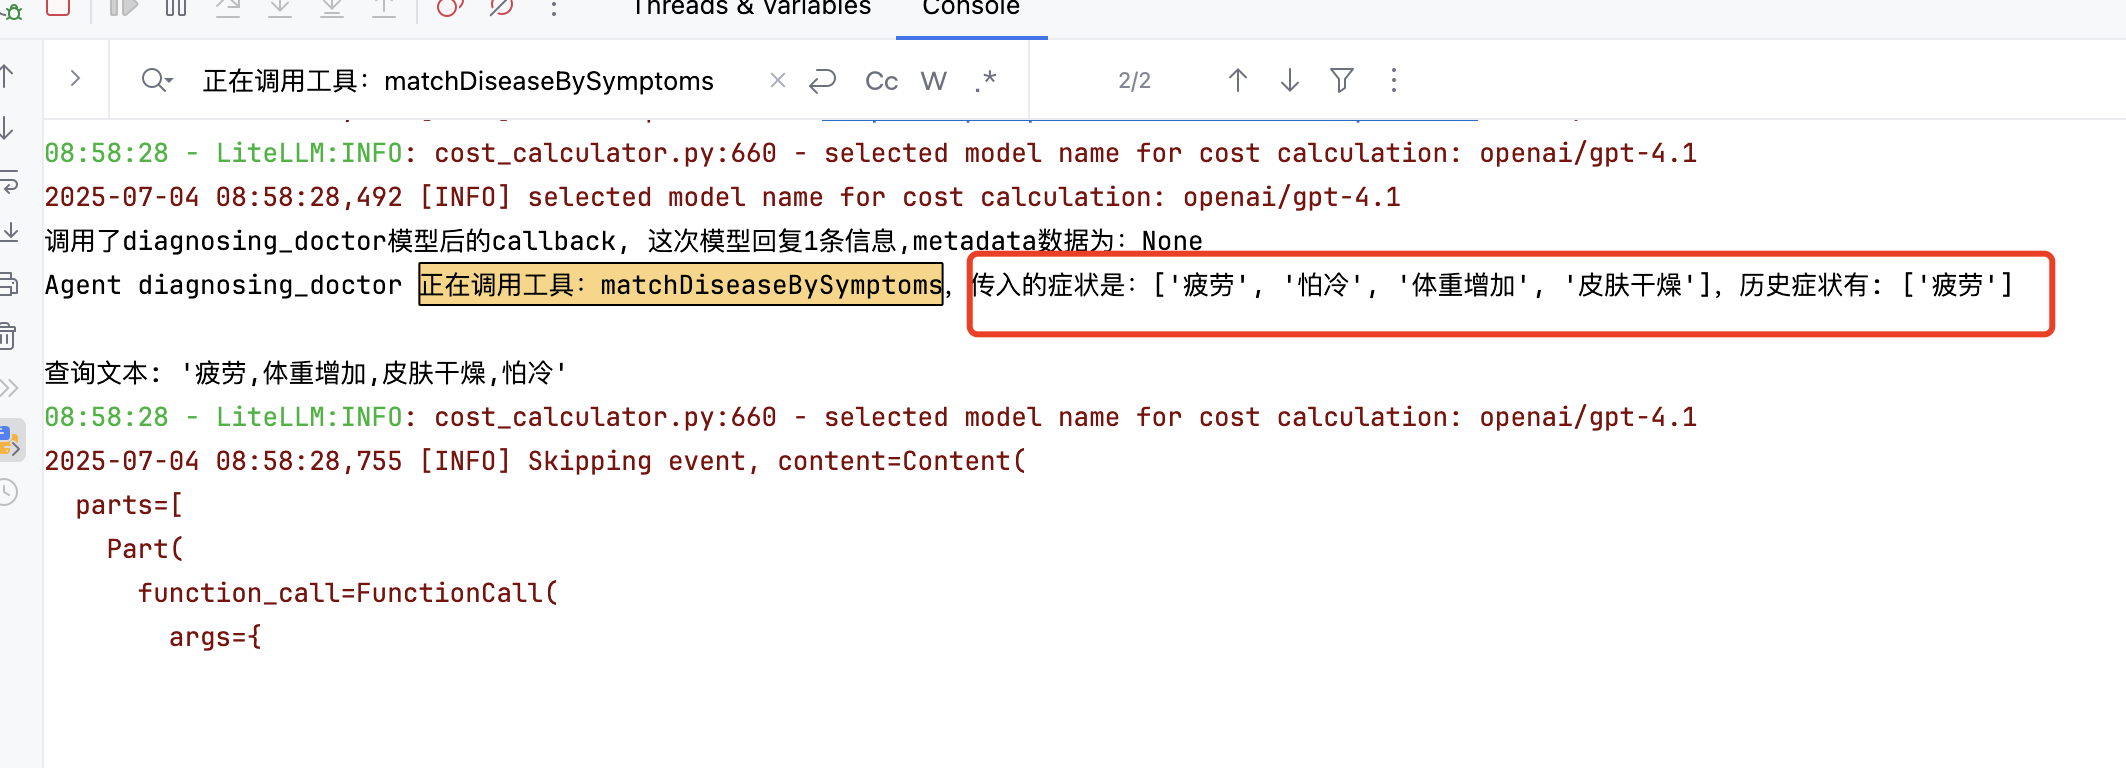 Threads & Variables Console
正在调用工具：matchDiseaseBySymptoms Cc W .* 2/2
08:58:28 - LiteLLM:INFO: cost_calculator.py:660 - selected model name for cost calculation: openai/gpt-4.1
2025-07-04 08:58:28,492 [INFO] selected model name for cost calculation: openai/gpt-4.1
调用了diagnosing_doctor模型后的callback, 这次模型回复1条信息,metadata数据为：None
Agent diagnosing_doctor 正在调用工具：matchDiseaseBySymptoms, 传入的症状是：['疲劳', '怕冷', '体重增加', '皮肤干燥'], 历史症状有: ['疲劳']
查询文本: '疲劳,体重增加,皮肤干燥,怕冷'
08:58:28 - LiteLLM:INFO: cost_calculator.py:660 - selected model name for cost calculation: openai/gpt-4.1
2025-07-04 08:58:28,755 [INFO] Skipping event, content=Content(
parts=[
Part(
function_call=FunctionCall(
args={